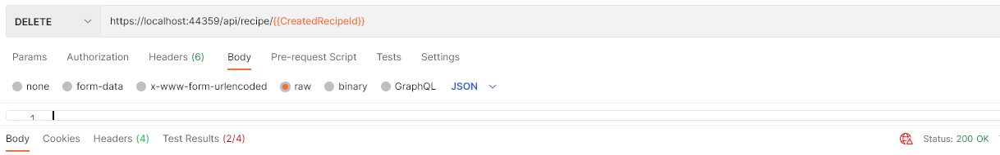 DELETE https://localhost:44359/api/recipe/{{CreatedRecipeId}}
Params Authorization Headers (6) Body Pre-request Script Tests Settings
none form-data x-www-form-urlencoded raw binary GraphQL JSON
1
Body Cookies Headers (4) Test Results (2/4) Status: 200 OK